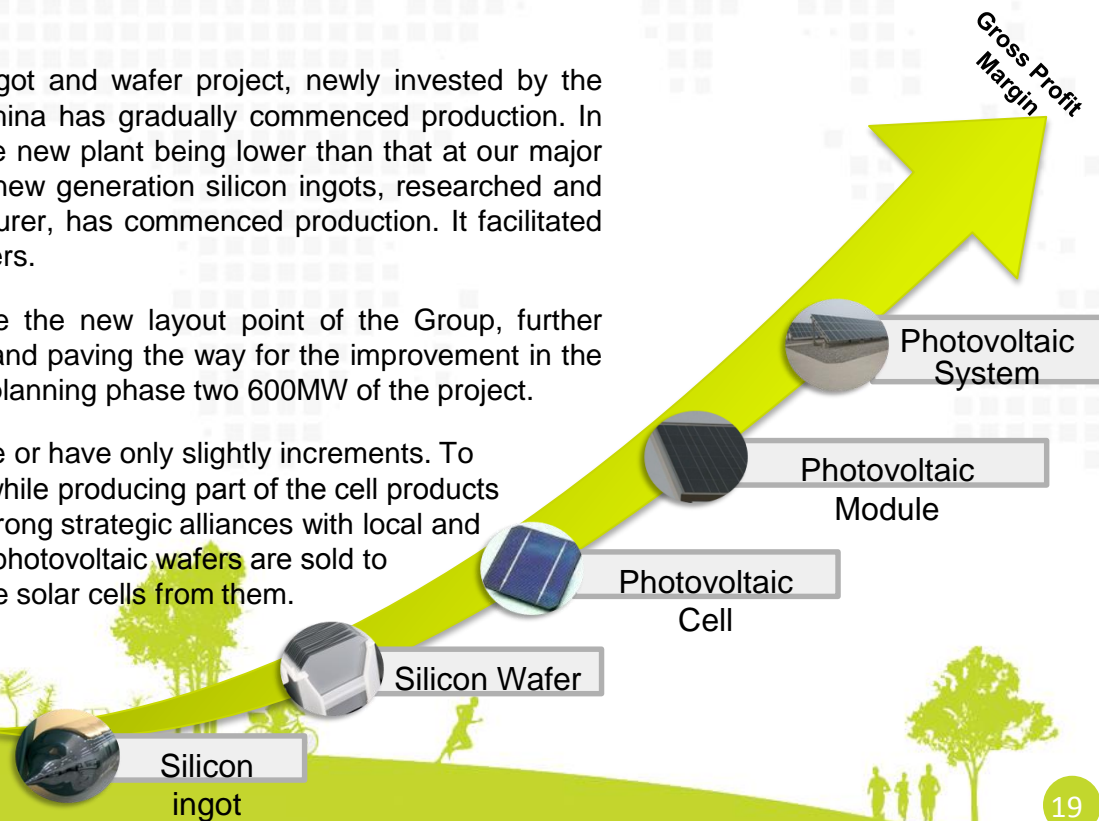 Gross Profit
Margin
got and wafer project, newly invested by the
hina has gradually commenced production. In
e new plant being lower than that at our major
new generation silicon ingots, researched and
urer, has commenced production. It facilitated
ers.
e the new layout point of the Group, further
and paving the way for the improvement in the
planning phase two 600MW of the project.
e or have only slightly increments. To
while producing part of the cell products
rong strategic alliances with local and
photovoltaic wafers are sold to
e solar cells from them.
Photovoltaic
System
Photovoltaic
Module
Photovoltaic
Cell
Silicon Wafer
Silicon
ingot
19